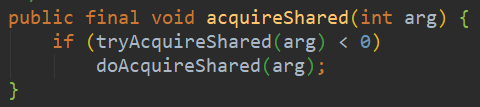 public final void acquireShared(int arg) {
    if (tryAcquireShared(arg) < 0)
        doAcquireShared(arg);
}